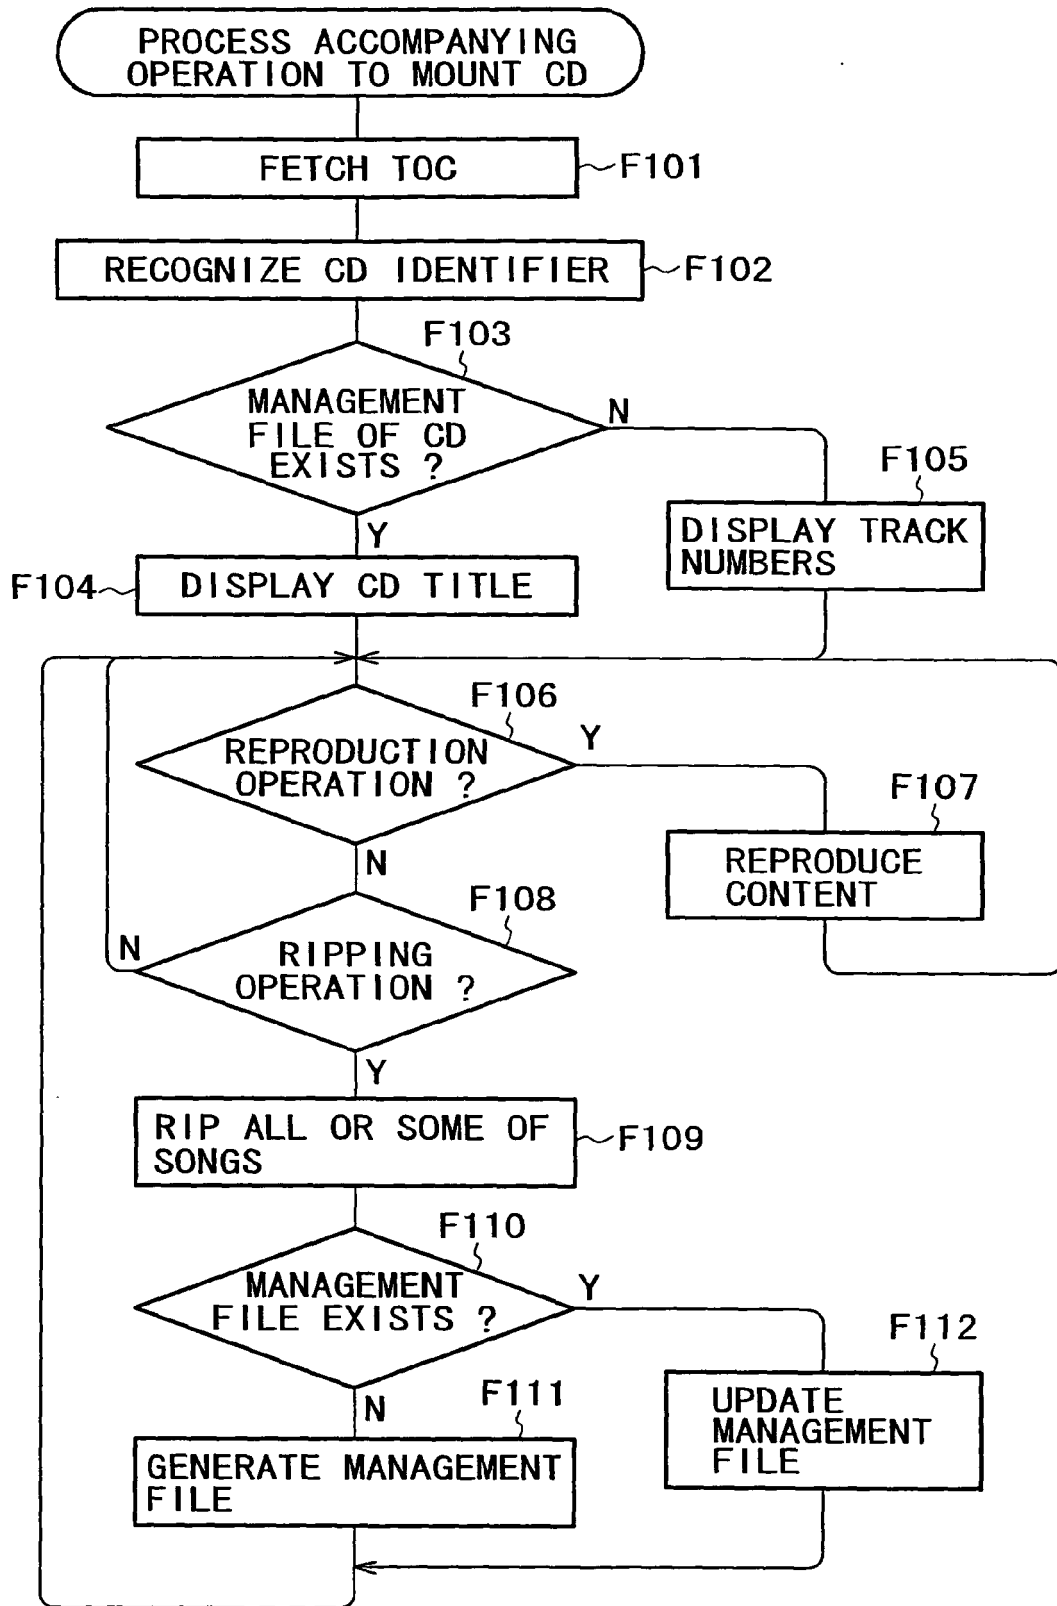 PROCESS ACCOMPANYING
OPERATION TO MOUNT CD
FETCH TOC
F101
RECOGNIZE CD IDENTIFIER
F102
F103
MANAGEMENT
FILE OF CD
EXISTS ?
N
Y
F105
DISPLAY TRACK
NUMBERS
F104
DISPLAY CD TITLE
F106
REPRODUCTION
OPERATION ?
Y
N
F107
REPRODUCE
CONTENT
F108
RIPPING
OPERATION ?
N
Y
RIP ALL OR SOME OF
SONGS
F109
F110
MANAGEMENT
FILE EXISTS ?
Y
N
F112
UPDATE
MANAGEMENT
FILE
F111
GENERATE MANAGEMENT
FILE